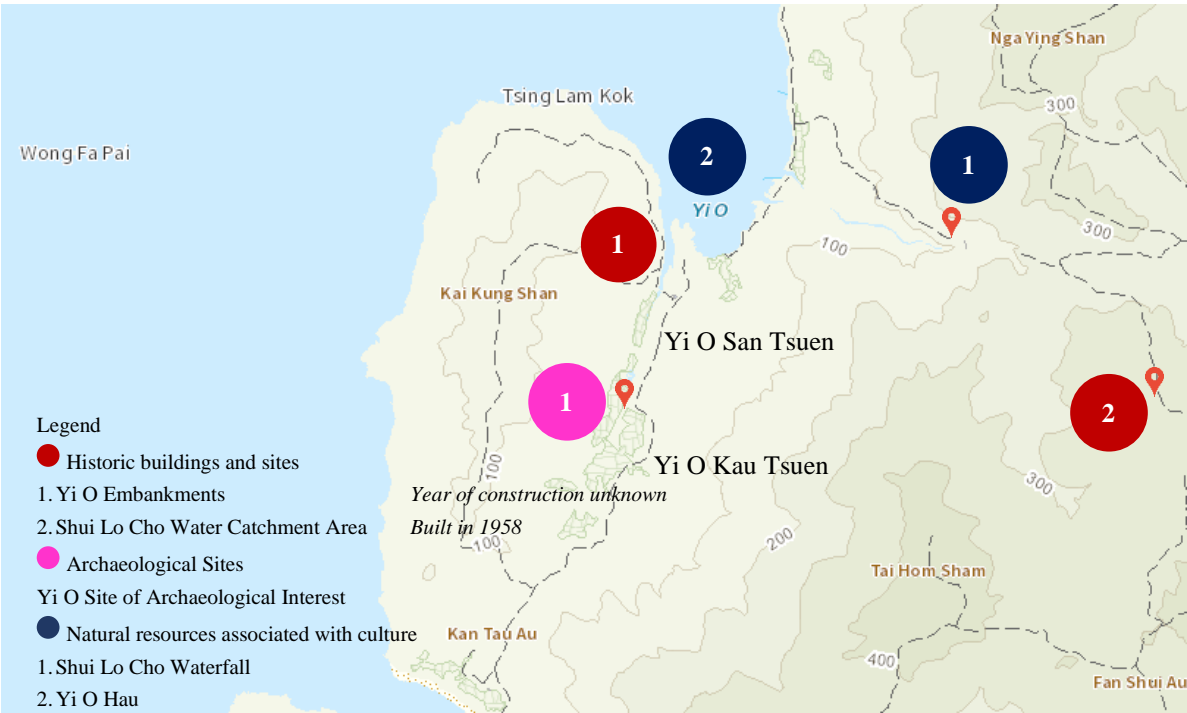 Nga Ying Shan
Tsing Lam Kok
300
Wong Fa Pai
2
1
Yi O
300
1
100
Kai Kung Shan
Yi O San Tsuen
1
2
Legend
Historic buildings and sites
Yi O Kau Tsuen
100
300
1. Yi O Embankments Year of construction unknown
2. Shui Lo Cho Water Catchment Area Built in 1958
100
200
Archaeological Sites
Tai Hom Sham
Yi O Site of Archaeological Interest
Natural resources associated with culture
Kan Tau Au
1. Shui Lo Cho Waterfall
400
Fan Shui Au
2. Yi O Hau